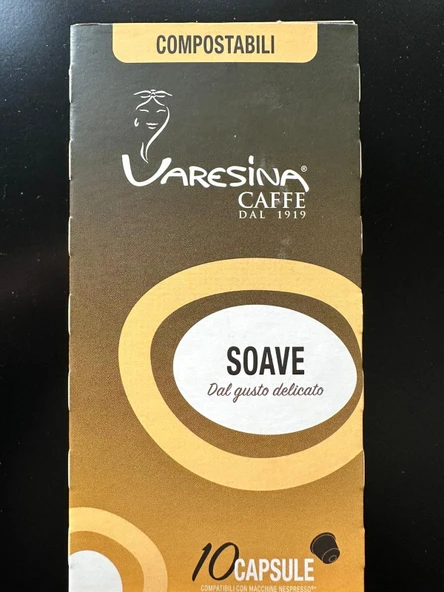 COMPOSTABILI
VARESINA®
CAFFE
DAL 1919
SOAVE
Dal gusto delicato
10 CAPSULE
COMPATIBILI CON MACCHINE NESPRESSO®*